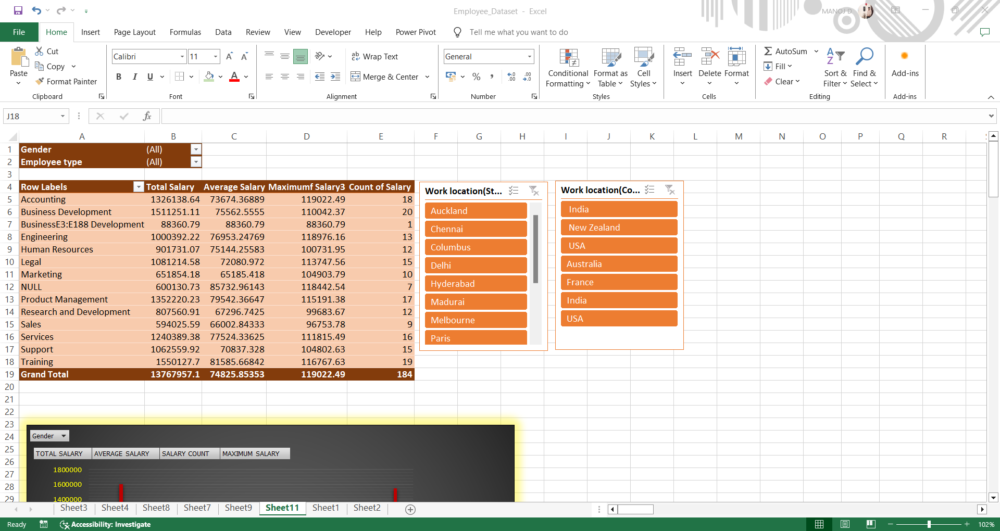 Employee_Dataset - Excel
MANOJ D
File Home Insert Page Layout Formulas Data Review View Developer Help Power Pivot Tell me what you want to do
Paste
Cut
Copy
Format Painter
Clipboard
Calibri 11
B I U
Font
Wrap Text
Merge & Center
Alignment
General
Number
Conditional Formatting
Format as Table
Cell Styles
Styles
Insert
Delete
Format
Cells
AutoSum
Fill
Clear
Sort & Filter
Find & Select
Editing
Add-ins
Add-ins
J18 fx
A B C D E F G H I J K L M N O P Q R
1 Gender (All)
2 Employee type (All)
3
4 Row Labels Total Salary Average Salary Maximumf Salary3 Count of Salary
5 Accounting 1326138.64 73674.36889 119022.49 18
6 Business Development 1511251.11 75562.5555 110042.37 20
7 BusinessE3:E188 Development 88360.79 88360.79 88360.79 1
8 Engineering 1000392.22 76953.24769 118976.16 13
9 Human Resources 901731.07 75144.25583 100731.95 12
10 Legal 1081214.58 72080.972 113747.56 15
11 Marketing 651854.18 65185.418 104903.79 10
12 NULL 600130.73 85732.96143 118442.54 7
13 Product Management 1352220.23 79542.36647 115191.38 17
14 Research and Development 807560.91 67296.7425 99683.67 12
15 Sales 594025.59 66002.84333 96753.78 9
16 Services 1240389.38 77524.33625 111815.49 16
17 Support 1062559.92 70837.328 104802.63 15
18 Training 1550127.7 81585.66842 116767.63 19
19 Grand Total 13767957.1 74825.85353 119022.49 184
20
21
22
23
24
25
26
27
28
29
Work location(St...
Auckland
Chennai
Columbus
Delhi
Hyderabad
Madurai
Melbourne
Paris
Work location(Co...
India
New Zealand
USA
Australia
France
India
USA
Gender
TOTAL SALARY AVERAGE SALARY SALARY COUNT MAXIMUM SALARY
1800000
1600000
1400000
Sheet3 Sheet4 Sheet8 Sheet7 Sheet9 Sheet11 Sheet1 Sheet2
Ready Accessibility: Investigate 102%